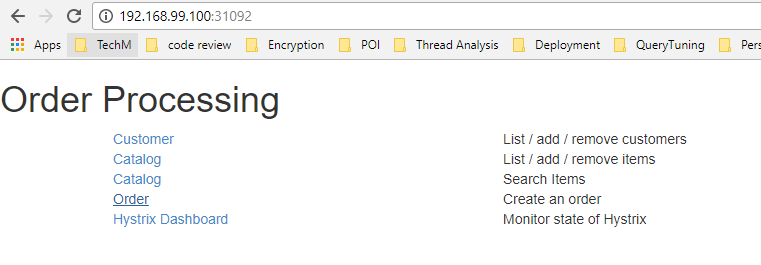 192.168.99.100:31092
Apps TechM code review Encryption POI Thread Analysis Deployment QueryTuning Pers
Order Processing
Customer List / add / remove customers
Catalog List / add / remove items
Catalog Search Items
Order Create an order
Hystrix Dashboard Monitor state of Hystrix